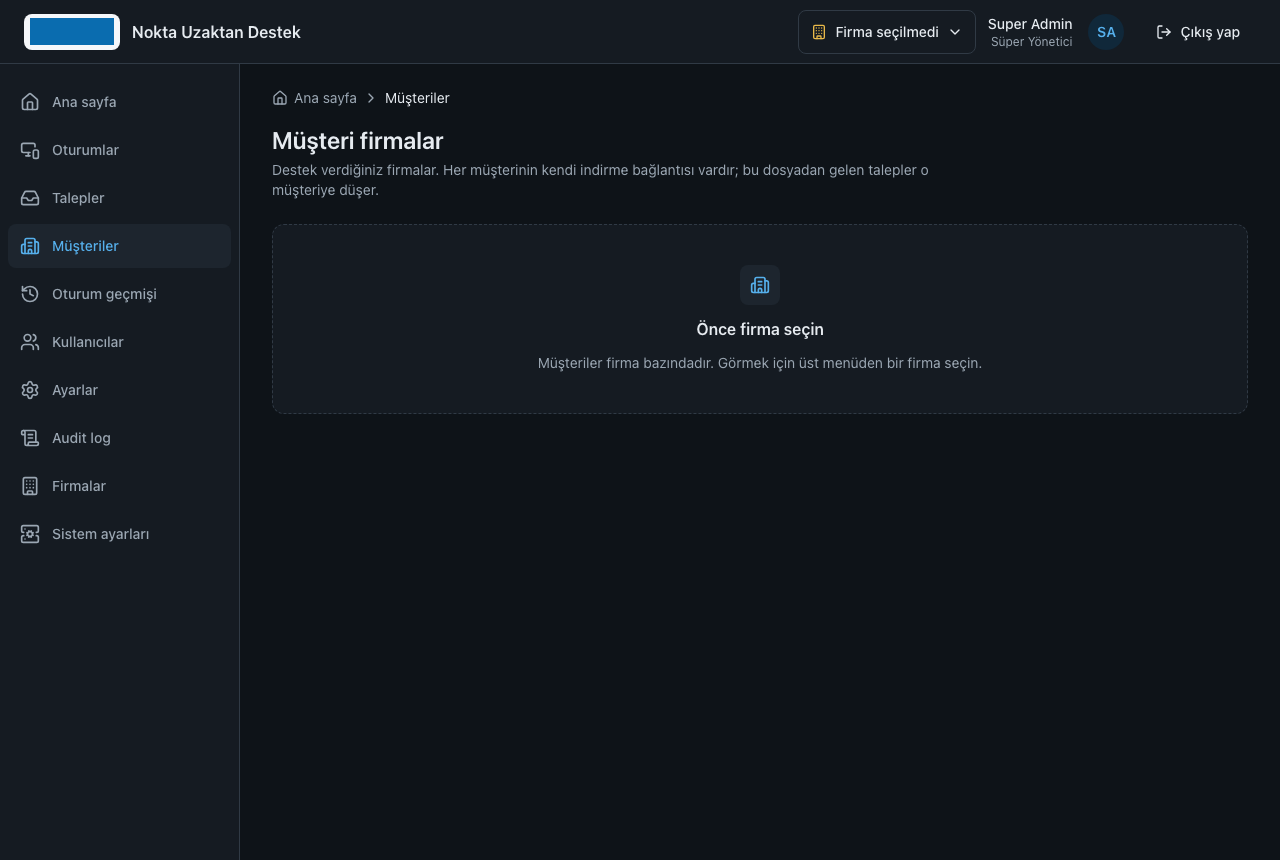 Nokta Uzaktan Destek
Firma seçilmedi
Super Admin
Süper Yönetici
SA
Çıkış yap
Ana sayfa
Oturumlar
Talepler
Müşteriler
Oturum geçmişi
Kullanıcılar
Ayarlar
Audit log
Firmalar
Sistem ayarları
Ana sayfa > Müşteriler
Müşteri firmalar
Destek verdiğiniz firmalar. Her müşterinin kendi indirme bağlantısı vardır; bu dosyadan gelen talepler o
müşteriye düşer.
Önce firma seçin
Müşteriler firma bazındadır. Görmek için üst menüden bir firma seçin.